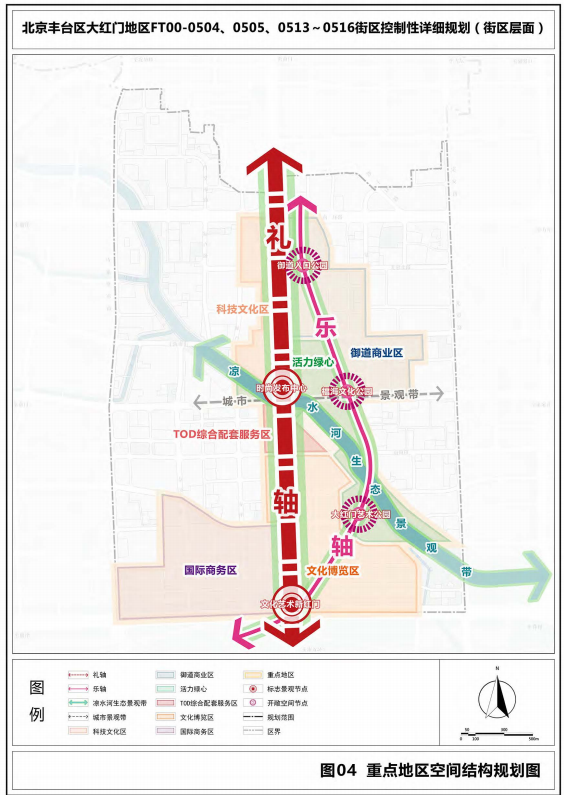 北京丰台区大红门地区FT00-0504、0505、0513～0516街区控制性详细规划（街区层面）
礼
御道人和公园
科技文化区
乐
御道商业区
活力绿心
凉
时尚发布中心
城·市
景·观·带
水
河
TOD综合配套服务区
生
态
轴
大红门艺术公园
景
轴
观
国际商务区
文化博览区
带
文化艺术新红门
图例
礼轴
御道商业区
重点地区
乐轴
活力绿心
标志景观节点
凉水河生态景观带
TOD综合配套服务区
开敞空间节点
城市景观带
文化博览区
规划范围
科技文化区
国际商务区
区界
N
0
100
500m
图04 重点地区空间结构规划图